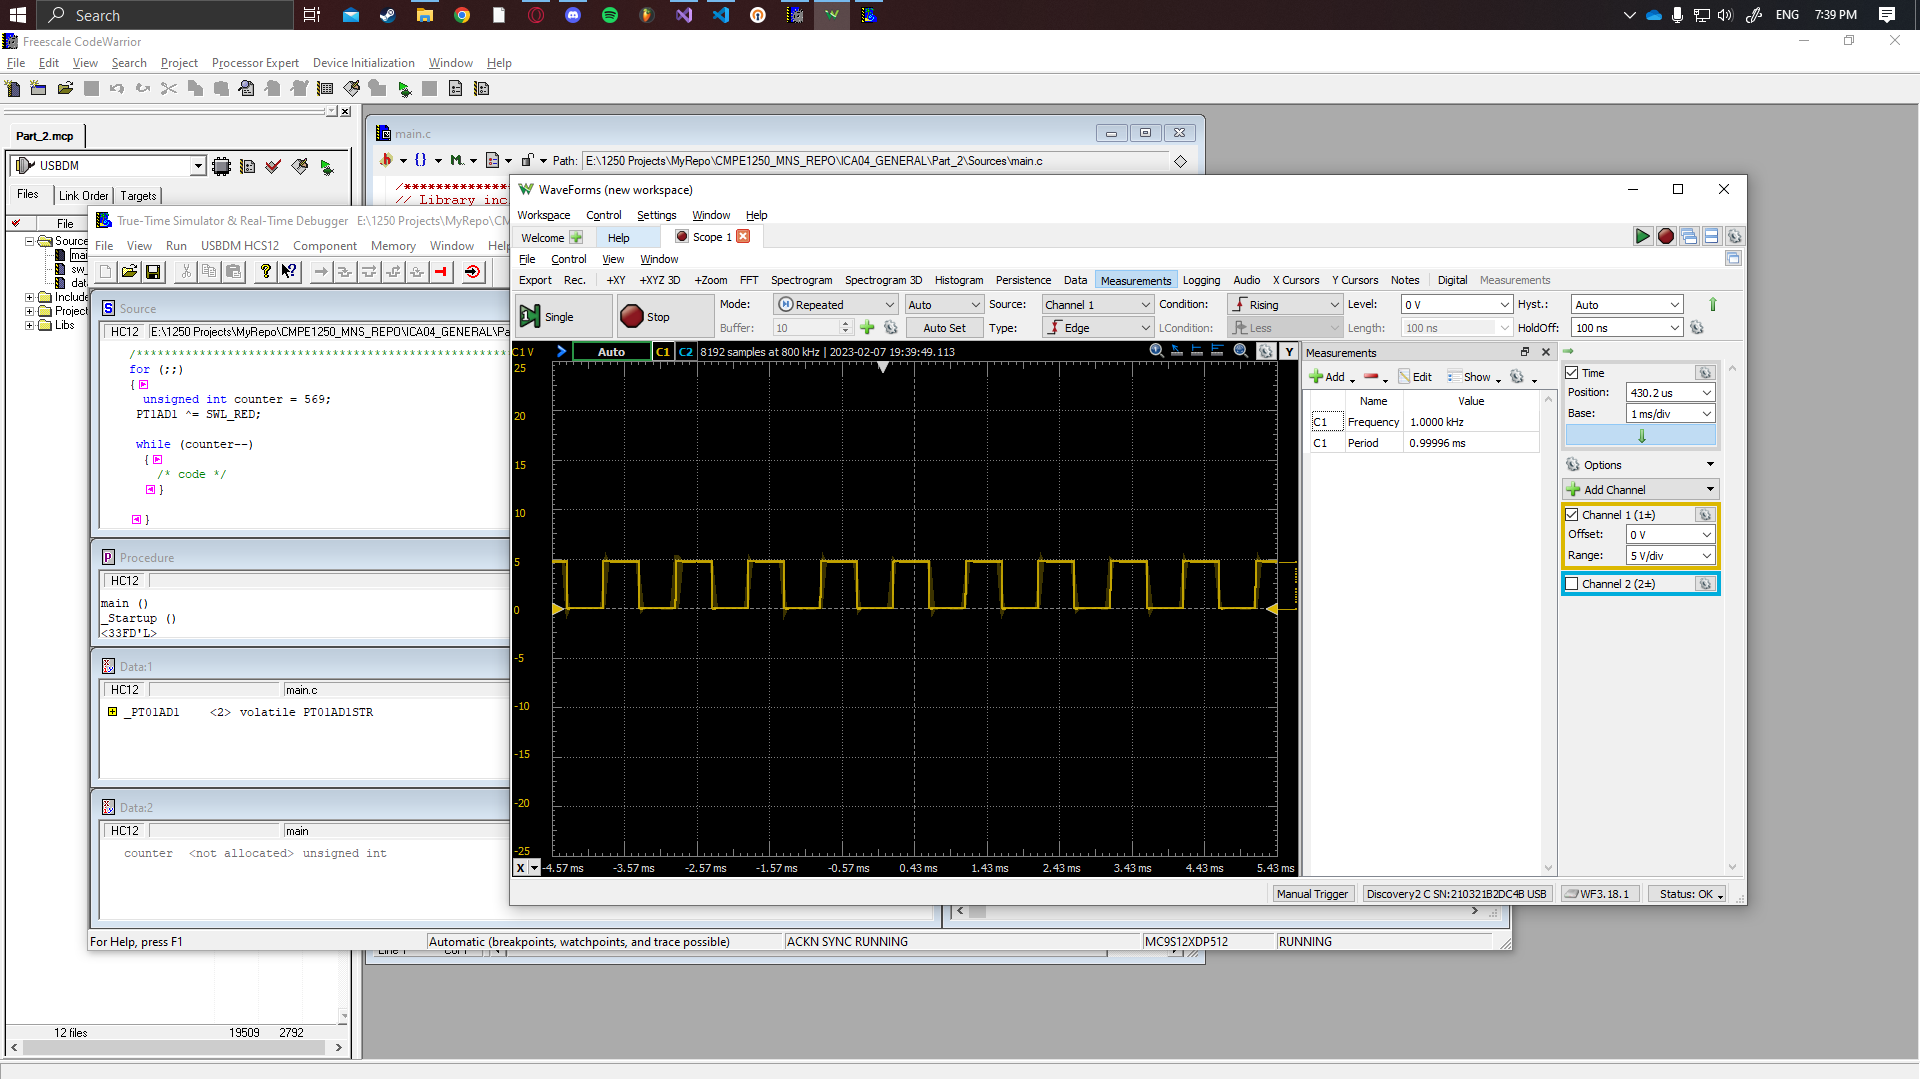 Search
ENG 7:39 PM
Freescale CodeWarrior
File Edit View Search Project Processor Expert Device Initialization Window Help
Part_2.mcp
USBDM
Files Link Order Targets
File
main.c
Path: E:\1250 Projects\MyRepo\CMPE1250_MNS_REPO\ICA04_GENERAL\Part_2\Sources\main.c
Sourc
mai
sw_
dat
Include
Project
Libs
12 files 19509 2792
True-Time Simulator & Real-Time Debugger E:\1250 Projects\MyRepo\CM
File View Run USBDM HCS12 Component Memory Window Help
Source
HC12 E:\1250 Projects\MyRepo\CMPE1250_MNS_REPO\ICA04_GENERAL\Pa
for (;;)
{
unsigned int counter = 569;
PT1AD1 ^= SWL_RED;
while (counter--)
{
/* code */
}
}
Procedure
HC12
main ()
_Startup ()
<33FD'L>
Data:1
HC12 main.c
_PT01AD1 <2> volatile PT01AD1STR
Data:2
HC12 main
counter <not allocated> unsigned int
For Help, press F1 Automatic (breakpoints, watchpoints, and trace possible) ACKN SYNC RUNNING MC9S12XDP512 RUNNING
WaveForms (new workspace)
Workspace Control Settings Window Help
Welcome Help Scope 1
File Control View Window
Export Rec. +XY +XYZ 3D +Zoom FFT Spectrogram Spectrogram 3D Histogram Persistence Data Measurements Logging Audio X Cursors Y Cursors Notes Digital Measurements
Single Stop Mode: Repeated Auto Source: Channel 1 Condition: Rising Level: 0 V Hyst.: Auto
Buffer: 10 Auto Set Type: Edge LCondition: Less Length: 100 ns HoldOff: 100 ns
C1 V Auto C1 C2 8192 samples at 800 kHz | 2023-02-07 19:39:49.113 Y
25
20
15
10
5
0
-5
-10
-15
-20
-25
X -4.57 ms -3.57 ms -2.57 ms -1.57 ms -0.57 ms 0.43 ms 1.43 ms 2.43 ms 3.43 ms 4.43 ms 5.43 ms
Measurements
Add Edit Show
Name Value
C1 Frequency 1.0000 kHz
C1 Period 0.99996 ms
Time
Position: 430.2 us
Base: 1 ms/div
Options
Add Channel
Channel 1 (1±)
Offset: 0 V
Range: 5 V/div
Channel 2 (2±)
Manual Trigger Discovery2 C SN:210321B2DC4B USB WF3.18.1 Status: OK